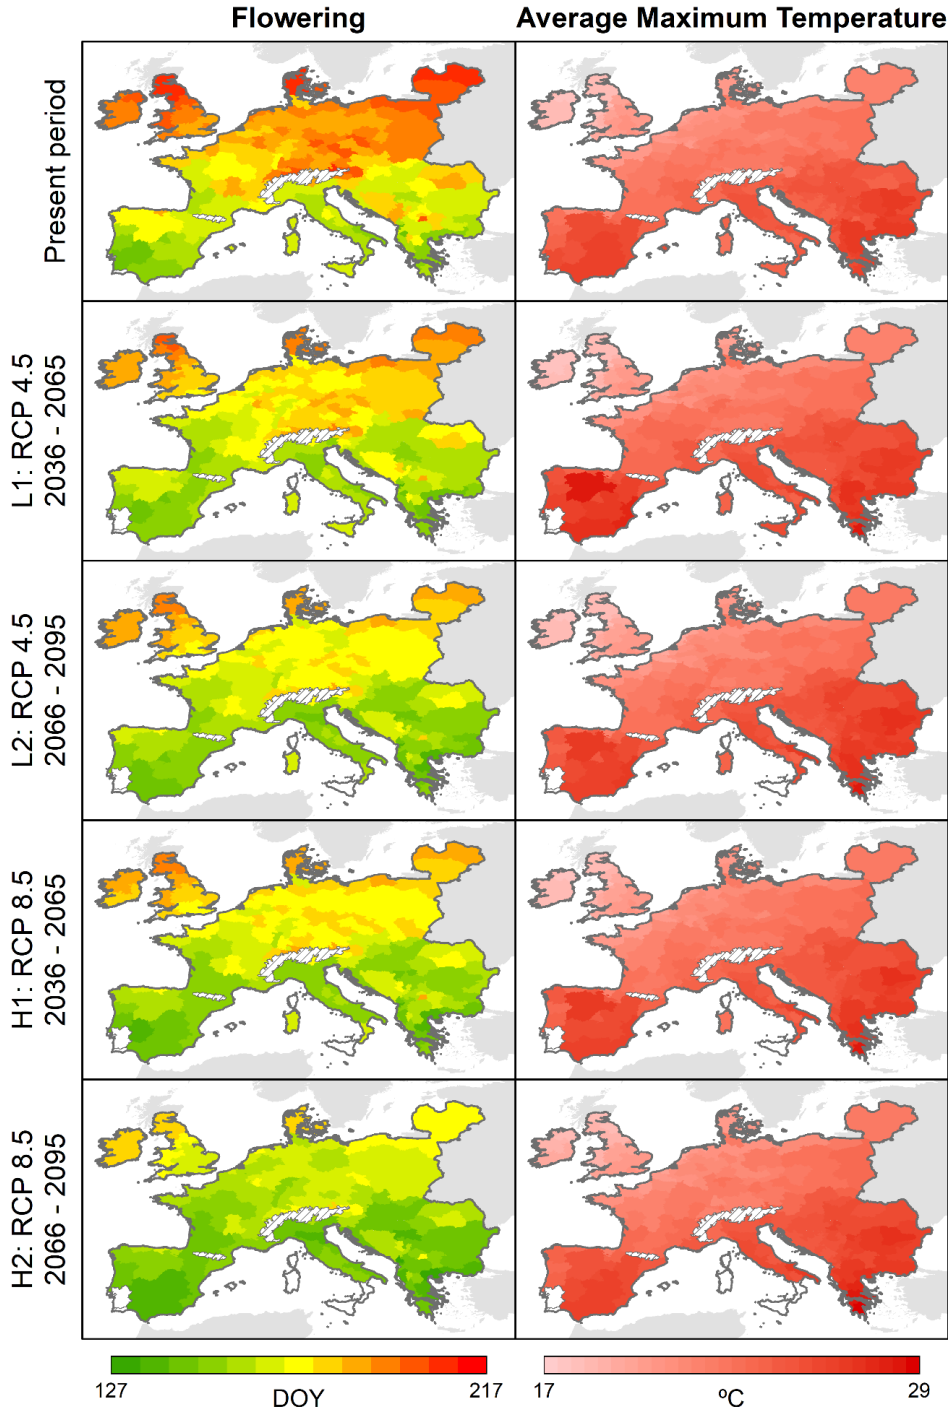 Flowering
Average Maximum Temperature
Present period
L1: RCP 4.5
2036 - 2065
L2: RCP 4.5
2066 - 2095
H1: RCP 8.5
2036 - 2065
H2: RCP 8.5
2066 - 2095
127
DOY
217
17
ºC
29